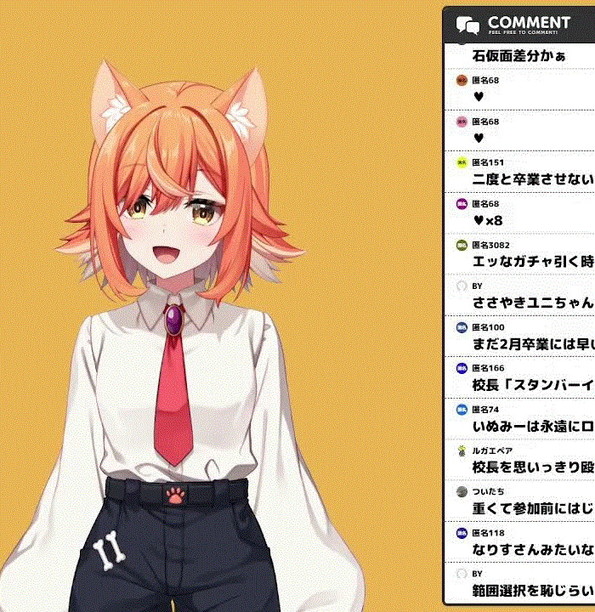 COMMENT
FEEL FREE TO COMMENT!
石仮面差分かぁ
匿名68
♥
匿名68
♥
匿名151
二度と卒業させない
匿名68
♥x8
匿名3082
エッなガチャ引く時
BY
ささやきユニちゃん
匿名100
まだ2月卒業には早い
匿名166
校長「スタンバーイ
匿名74
いぬみーは永遠にロ
ルガエペア
校長を思いっきり殴
ついたち
重くて参加前にはじ
匿名118
なりすさんみたいな
BY
範囲選択を恥じらい